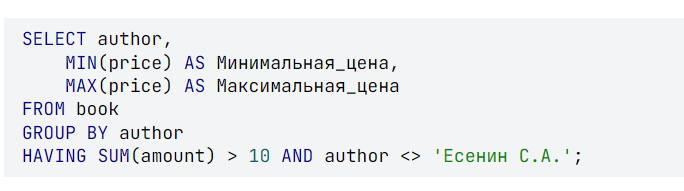 SELECT author,
    MIN(price) AS Минимальная_цена,
    MAX(price) AS Максимальная_цена
FROM book
GROUP BY author
HAVING SUM(amount) > 10 AND author <> 'Есенин С.А.';